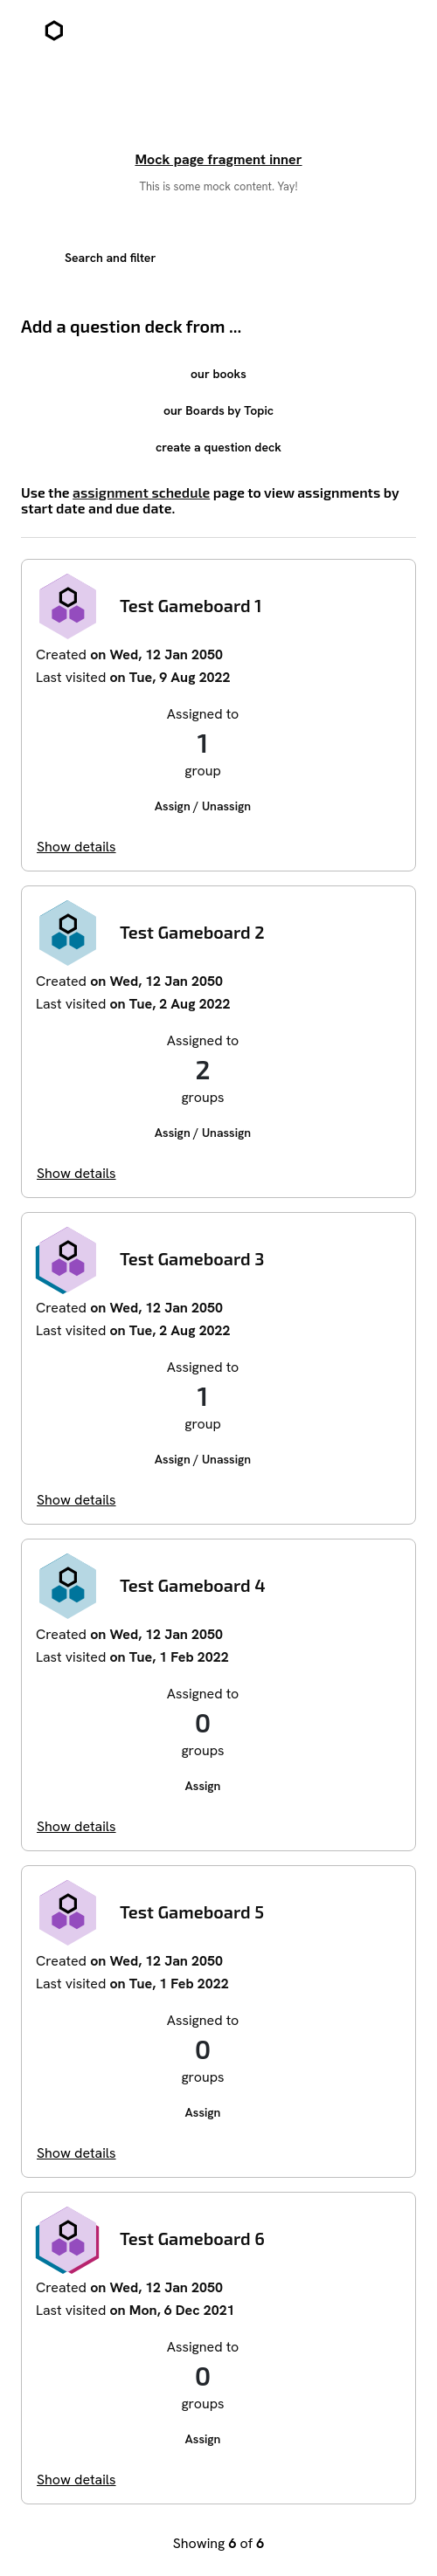 Mock page fragment inner
This is some mock content. Yay!
Search and filter
Add a question deck from ...
our books
our Boards by Topic
create a question deck
Use the assignment schedule page to view assignments by
start date and due date.
Test Gameboard 1
Created on Wed, 12 Jan 2050
Last visited on Tue, 9 Aug 2022
Assigned to
1
group
Assign / Unassign
Show details
Test Gameboard 2
Created on Wed, 12 Jan 2050
Last visited on Tue, 2 Aug 2022
Assigned to
2
groups
Assign / Unassign
Show details
Test Gameboard 3
Created on Wed, 12 Jan 2050
Last visited on Tue, 2 Aug 2022
Assigned to
1
group
Assign / Unassign
Show details
Test Gameboard 4
Created on Wed, 12 Jan 2050
Last visited on Tue, 1 Feb 2022
Assigned to
0
groups
Assign
Show details
Test Gameboard 5
Created on Wed, 12 Jan 2050
Last visited on Tue, 1 Feb 2022
Assigned to
0
groups
Assign
Show details
Test Gameboard 6
Created on Wed, 12 Jan 2050
Last visited on Mon, 6 Dec 2021
Assigned to
0
groups
Assign
Show details
Showing 6 of 6